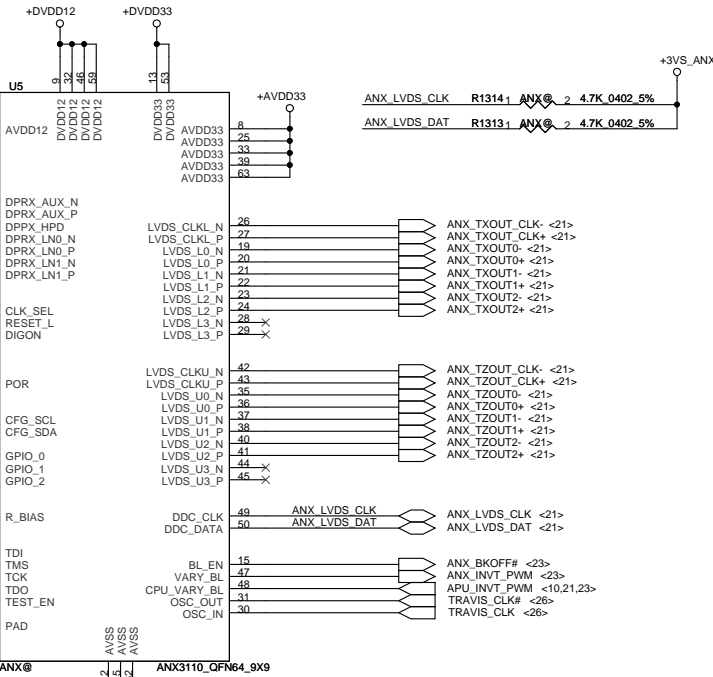 +DVDD12
+DVDD33
9
32
46
59
13
53
U5
DVDD12
DVDD12
DVDD12
DVDD12
DVDD33
DVDD33
AVDD12
+AVDD33
AVDD33 8
AVDD33 25
AVDD33 33
AVDD33 39
AVDD33 63
+3VS_ANX
ANX_LVDS_CLK R1314 1 ANX@ 2 4.7K_0402_5%
ANX_LVDS_DAT R1313 1 ANX@ 2 4.7K_0402_5%
DPRX_AUX_N
DPRX_AUX_P
DPPX_HPD
DPRX_LN0_N
DPRX_LN0_P
DPRX_LN1_N
DPRX_LN1_P
CLK_SEL
RESET_L
DIGON
POR
CFG_SCL
CFG_SDA
GPIO_0
GPIO_1
GPIO_2
R_BIAS
TDI
TMS
TCK
TDO
TEST_EN
PAD
LVDS_CLKL_N 26 ANX_TXOUT_CLK- <21>
LVDS_CLKL_P 27 ANX_TXOUT_CLK+ <21>
LVDS_L0_N 19 ANX_TXOUT0- <21>
LVDS_L0_P 20 ANX_TXOUT0+ <21>
LVDS_L1_N 21 ANX_TXOUT1- <21>
LVDS_L1_P 22 ANX_TXOUT1+ <21>
LVDS_L2_N 23 ANX_TXOUT2- <21>
LVDS_L2_P 24 ANX_TXOUT2+ <21>
LVDS_L3_N 28
LVDS_L3_P 29
LVDS_CLKU_N 42 ANX_TZOUT_CLK- <21>
LVDS_CLKU_P 43 ANX_TZOUT_CLK+ <21>
LVDS_U0_N 35 ANX_TZOUT0- <21>
LVDS_U0_P 36 ANX_TZOUT0+ <21>
LVDS_U1_N 37 ANX_TZOUT1- <21>
LVDS_U1_P 38 ANX_TZOUT1+ <21>
LVDS_U2_N 40 ANX_TZOUT2- <21>
LVDS_U2_P 41 ANX_TZOUT2+ <21>
LVDS_U3_N 44
LVDS_U3_P 45
DDC_CLK 49 ANX_LVDS_CLK ANX_LVDS_CLK <21>
DDC_DATA 50 ANX_LVDS_DAT ANX_LVDS_DAT <21>
BL_EN 15 ANX_BKOFF# <23>
VARY_BL 47 ANX_INVT_PWM <23>
CPU_VARY_BL 48 APU_INVT_PWM <10,21,23>
OSC_OUT 31 TRAVIS_CLK# <26>
OSC_IN 30 TRAVIS_CLK <26>
AVSS
AVSS
AVSS
ANX@
ANX3110_QFN64_9X9